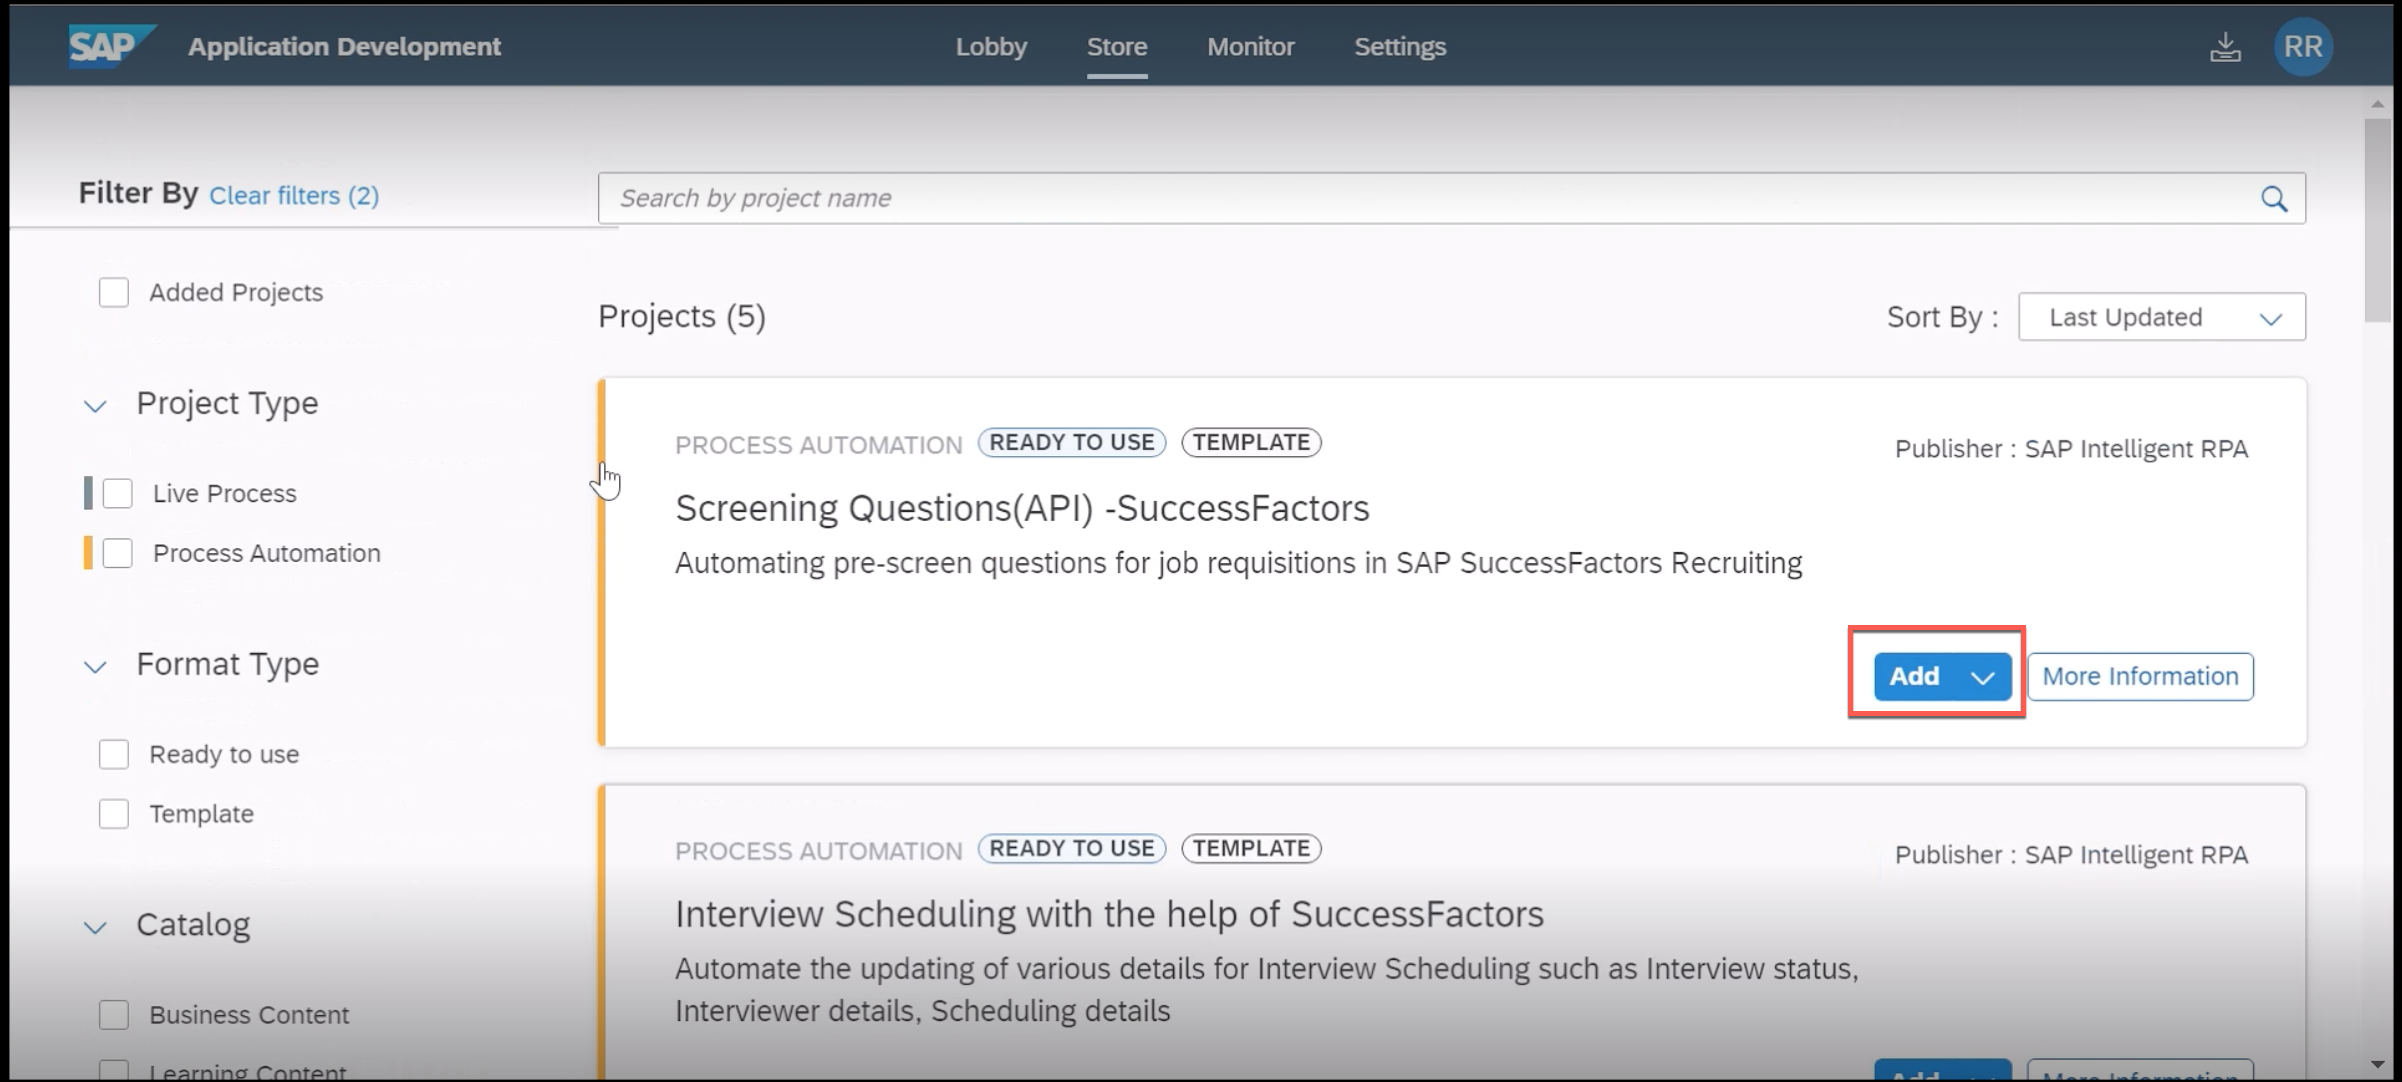 SAP Application Development Lobby Store Monitor Settings RR
Filter By Clear filters (2)
Search by project name
Added Projects
Project Type
Live Process
Process Automation
Format Type
Ready to use
Template
Catalog
Business Content
Learning Content
Projects (5)
Sort By : Last Updated
PROCESS AUTOMATION READY TO USE TEMPLATE
Publisher : SAP Intelligent RPA
Screening Questions(API) -SuccessFactors
Automating pre-screen questions for job requisitions in SAP SuccessFactors Recruiting
Add More Information
PROCESS AUTOMATION READY TO USE TEMPLATE
Publisher : SAP Intelligent RPA
Interview Scheduling with the help of SuccessFactors
Automate the updating of various details for Interview Scheduling such as Interview status,
Interviewer details, Scheduling details
Add More Information